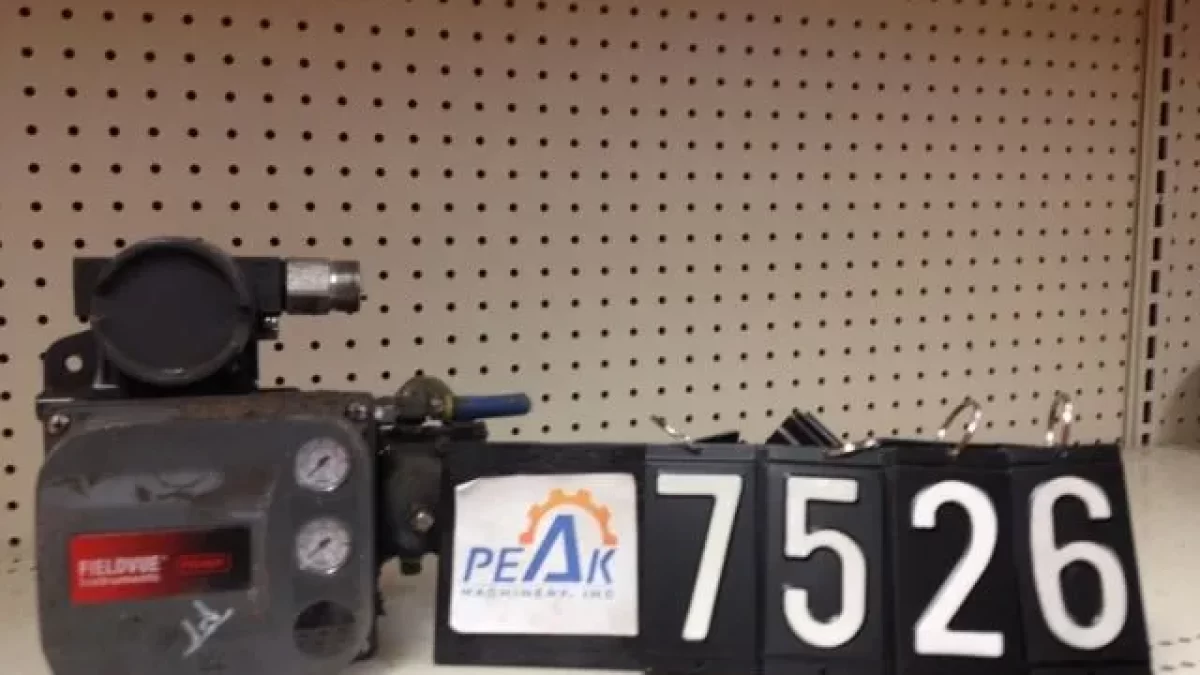 FIELDVUE
PEAK
MACHINERY, INC
7526